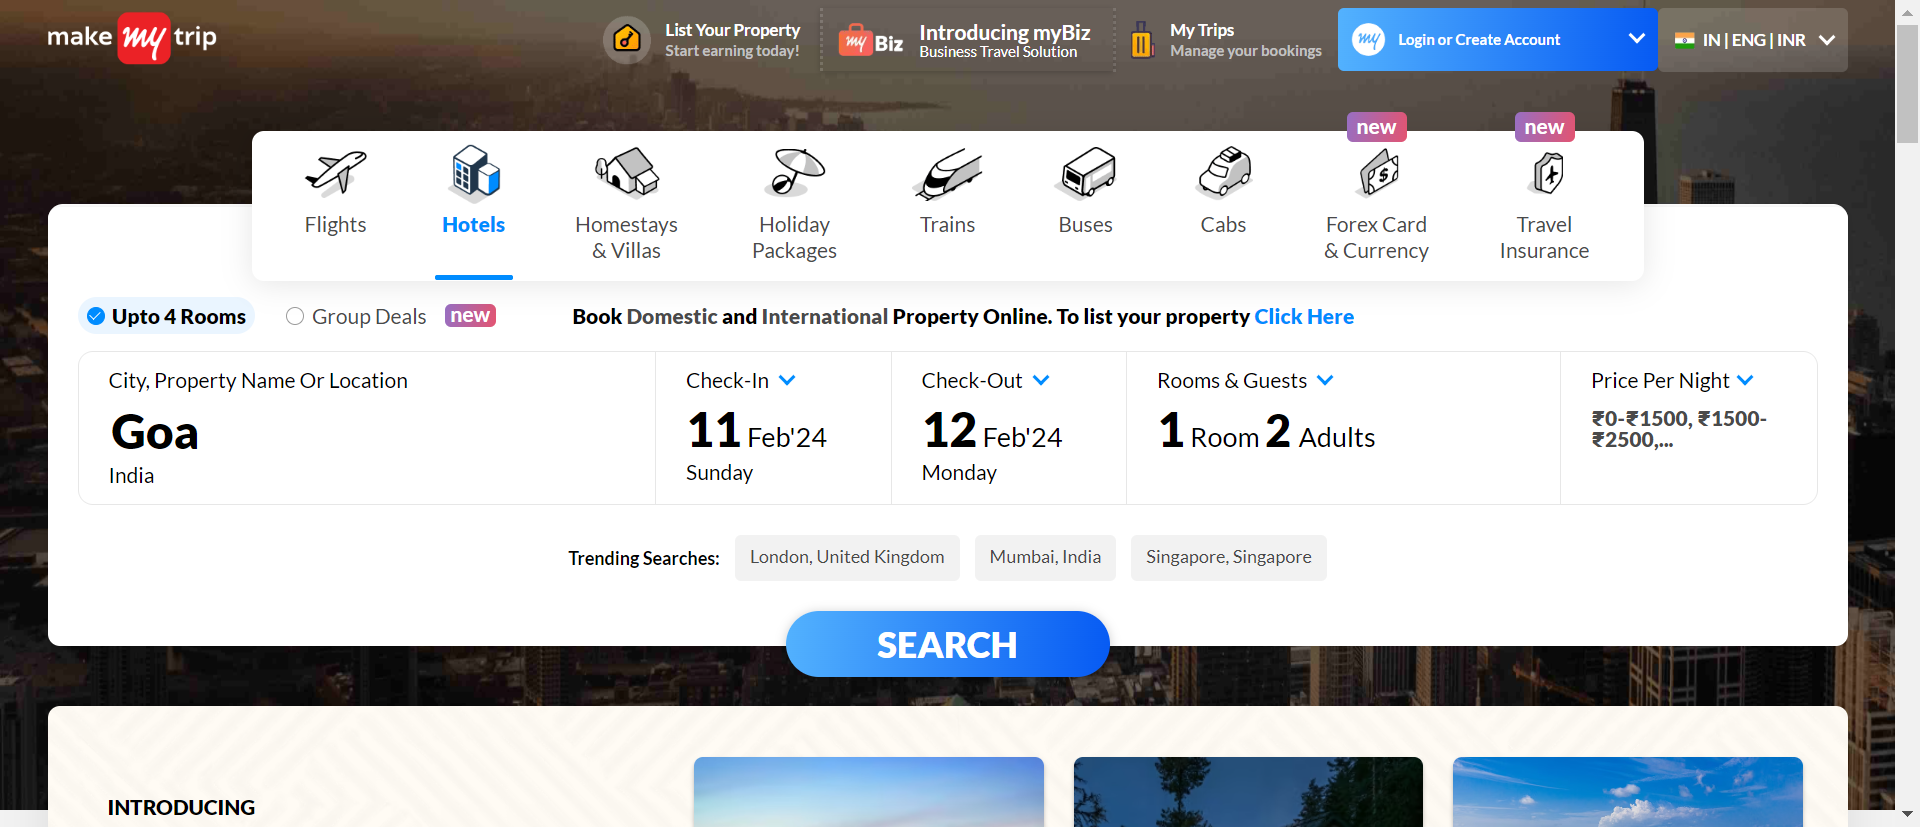 make my trip
List Your Property
Start earning today!
my Biz
Introducing myBiz
Business Travel Solution
My Trips
Manage your bookings
my Login or Create Account
IN | ENG | INR
new
new
Flights
Hotels
Homestays
& Villas
Holiday
Packages
Trains
Buses
Cabs
Forex Card
& Currency
Travel
Insurance
Upto 4 Rooms
Group Deals
new
Book Domestic and International Property Online. To list your property Click Here
City, Property Name Or Location
Goa
India
Check-In
11 Feb'24
Sunday
Check-Out
12 Feb'24
Monday
Rooms & Guests
1 Room 2 Adults
Price Per Night
₹0-₹1500, ₹1500-
₹2500,...
Trending Searches:
London, United Kingdom
Mumbai, India
Singapore, Singapore
SEARCH
INTRODUCING